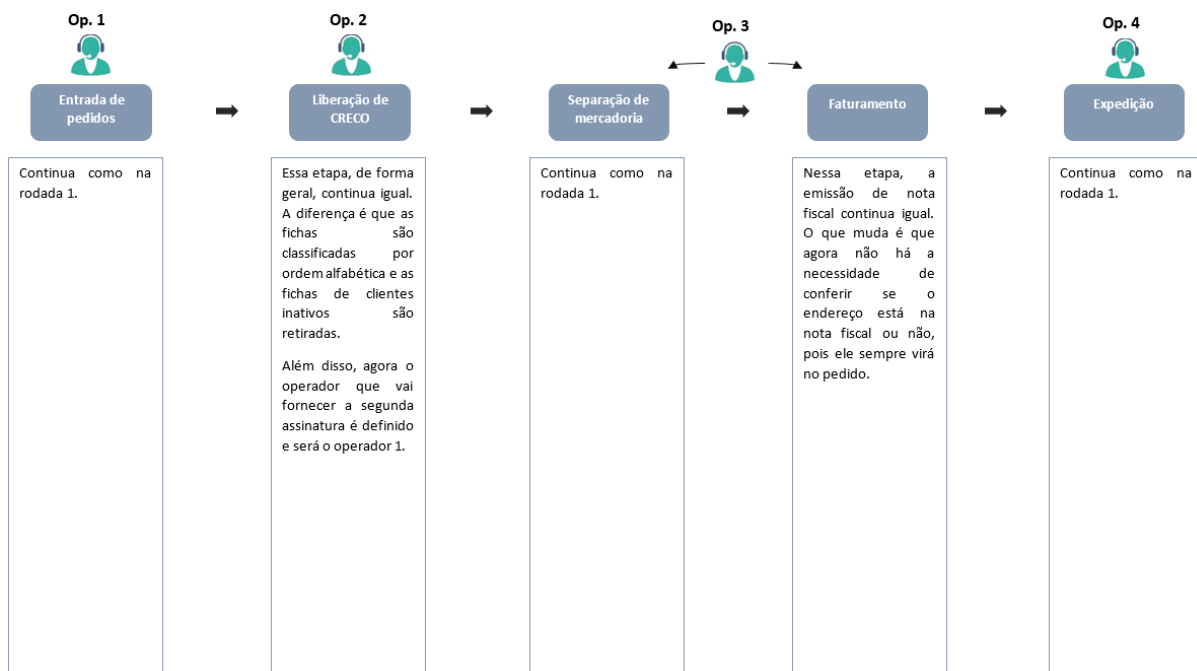 Op. 1
Entrada de
pedidos
Continua como na
rodada 1.
Op. 2
Liberação de
CRECO
Essa etapa, de forma
geral, continua igual.
A diferença é que as
fichas são
classificadas por
ordem alfabética e as
fichas de clientes
inativos são
retiradas.
Além disso, agora o
operador que vai
fornecer a segunda
assinatura é definido
e será o operador 1.
Op. 3
Separação de
mercadoria
Continua como na
rodada 1.
Faturamento
Nessa etapa, a
emissão de nota
fiscal continua igual.
O que muda é que
agora não há a
necessidade de
conferir se o
endereço está na
nota fiscal ou não,
pois ele sempre virá
no pedido.
Op. 4
Expedição
Continua como na
rodada 1.